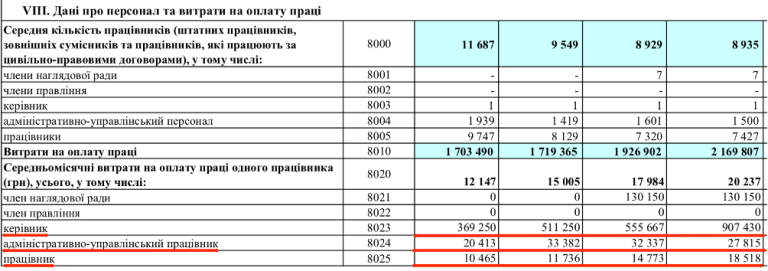 VIII. Дані про персонал та витрати на оплату праці
Середня кількість працівників (штатних працівників,
зовнішніх сумісників та працівників, які працюють за
цивільно-правовими договорами), у тому числі: 8000 11 687 9 549 8 929 8 935
члени наглядової ради 8001 - - 7 7
члени правління 8002 - - - -
керівник 8003 1 1 1 1
адміністративно-управлінський персонал 8004 1 939 1 419 1 601 1 500
працівники 8005 9 747 8 129 7 320 7 427
Витрати на оплату праці 8010 1 703 490 1 719 365 1 926 902 2 169 807
Середньомісячні витрати на оплату праці одного працівника
(грн), усього, у тому числі: 8020 12 147 15 005 17 984 20 237
член наглядової ради 8021 0 0 130 150 130 150
член правління 8022 0 0 0 0
керівник 8023 369 250 511 250 555 667 907 430
адміністративно-управлінський працівник 8024 20 413 33 382 32 337 27 815
працівник 8025 10 465 11 736 14 773 18 518